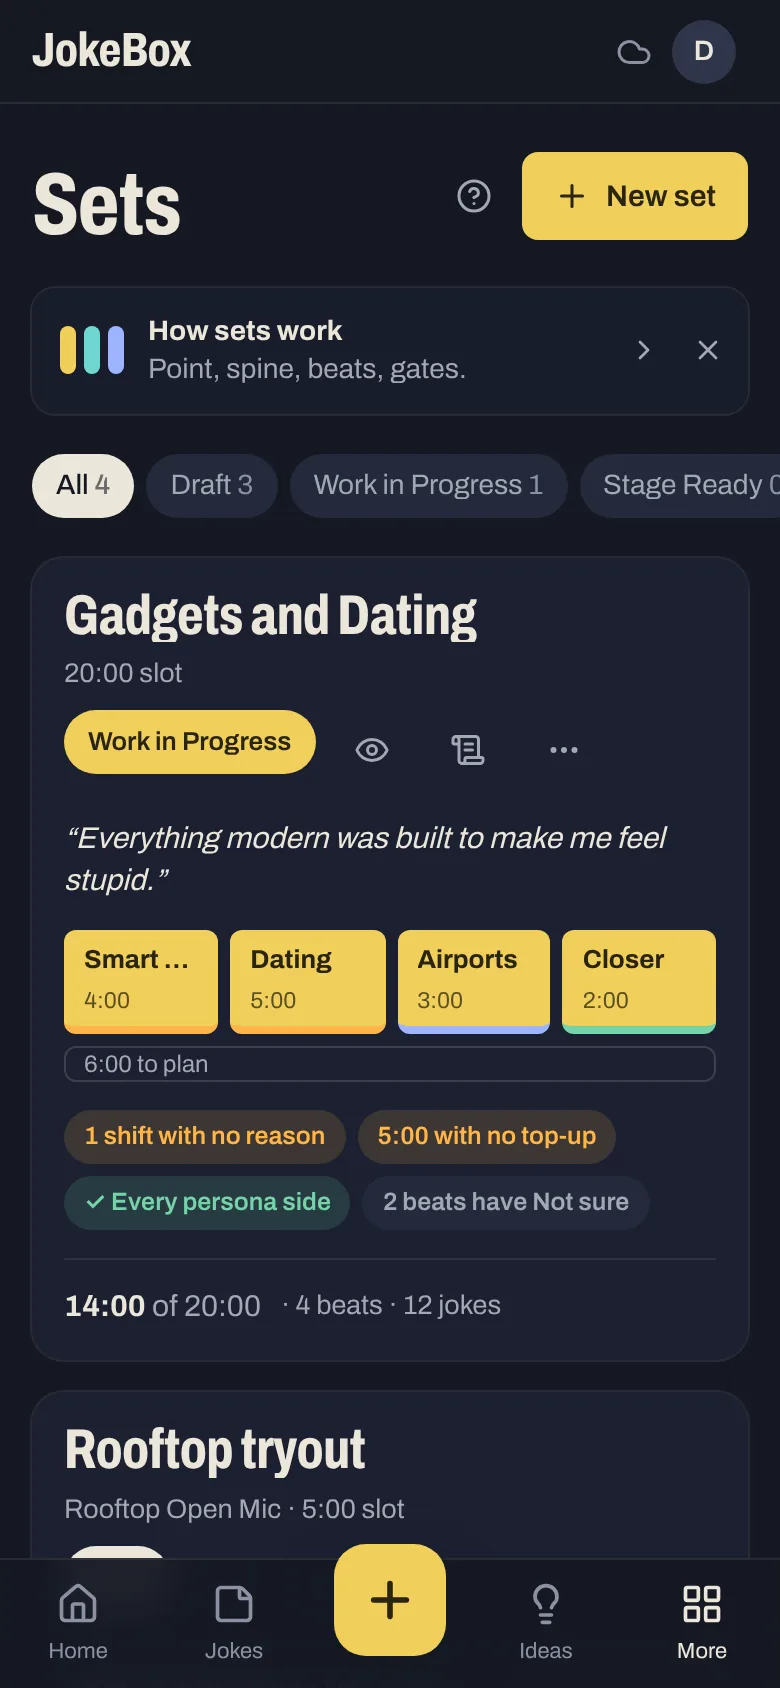 JokeBox
D
Sets
New set
How sets work
Point, spine, beats, gates.
All 4
Draft 3
Work in Progress 1
Stage Ready 0
Gadgets and Dating
20:00 slot
Work in Progress
“Everything modern was built to make me feel
stupid.”
Smart ...
Dating
Airports
Closer
4:00
5:00
3:00
2:00
6:00 to plan
1 shift with no reason
5:00 with no top-up
✓ Every persona side
2 beats have Not sure
14:00 of 20:00 · 4 beats · 12 jokes
Rooftop tryout
Rooftop Open Mic · 5:00 slot
Home
Jokes
Ideas
More